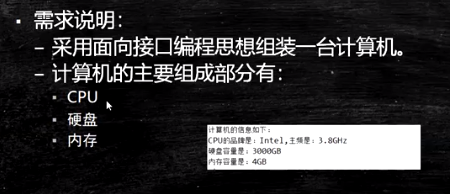 需求说明：
– 采用面向接口编程思想组装一台计算机。
– 计算机的主要组成部分有：
CPU
硬盘
内存
计算机的信息如下：
CPU的品牌是：Intel,主频是：3.8GHz
硬盘容量是：3000GB
内存容量是：4GB